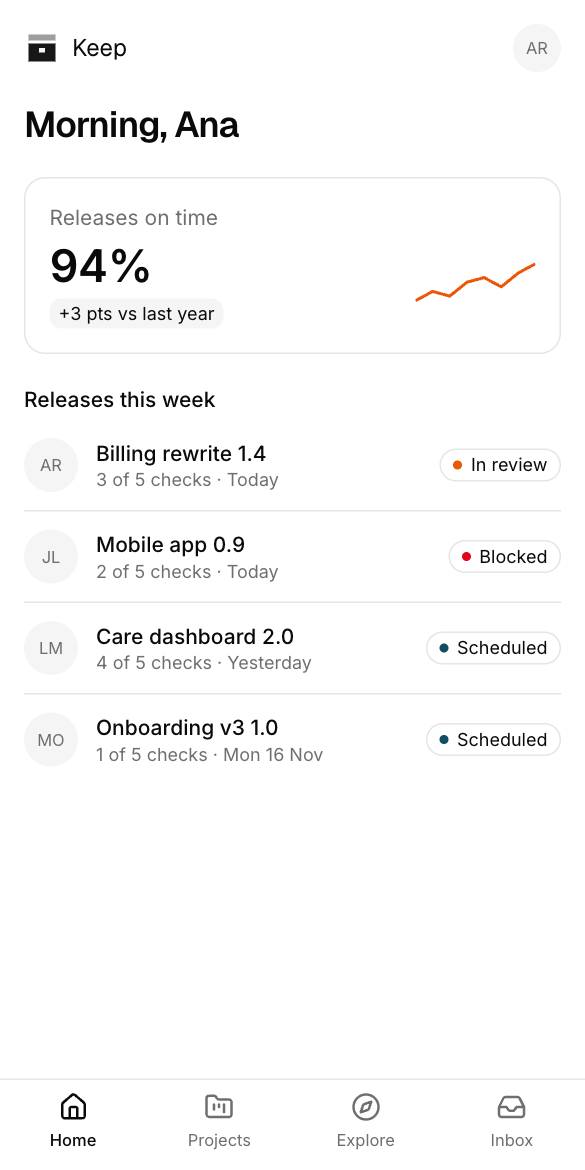 Keep
AR
Morning, Ana
Releases on time
94%
+3 pts vs last year
Releases this week
AR
Billing rewrite 1.4
3 of 5 checks · Today
In review
JL
Mobile app 0.9
2 of 5 checks · Today
Blocked
LM
Care dashboard 2.0
4 of 5 checks · Yesterday
Scheduled
MO
Onboarding v3 1.0
1 of 5 checks · Mon 16 Nov
Scheduled
Home
Projects
Explore
Inbox